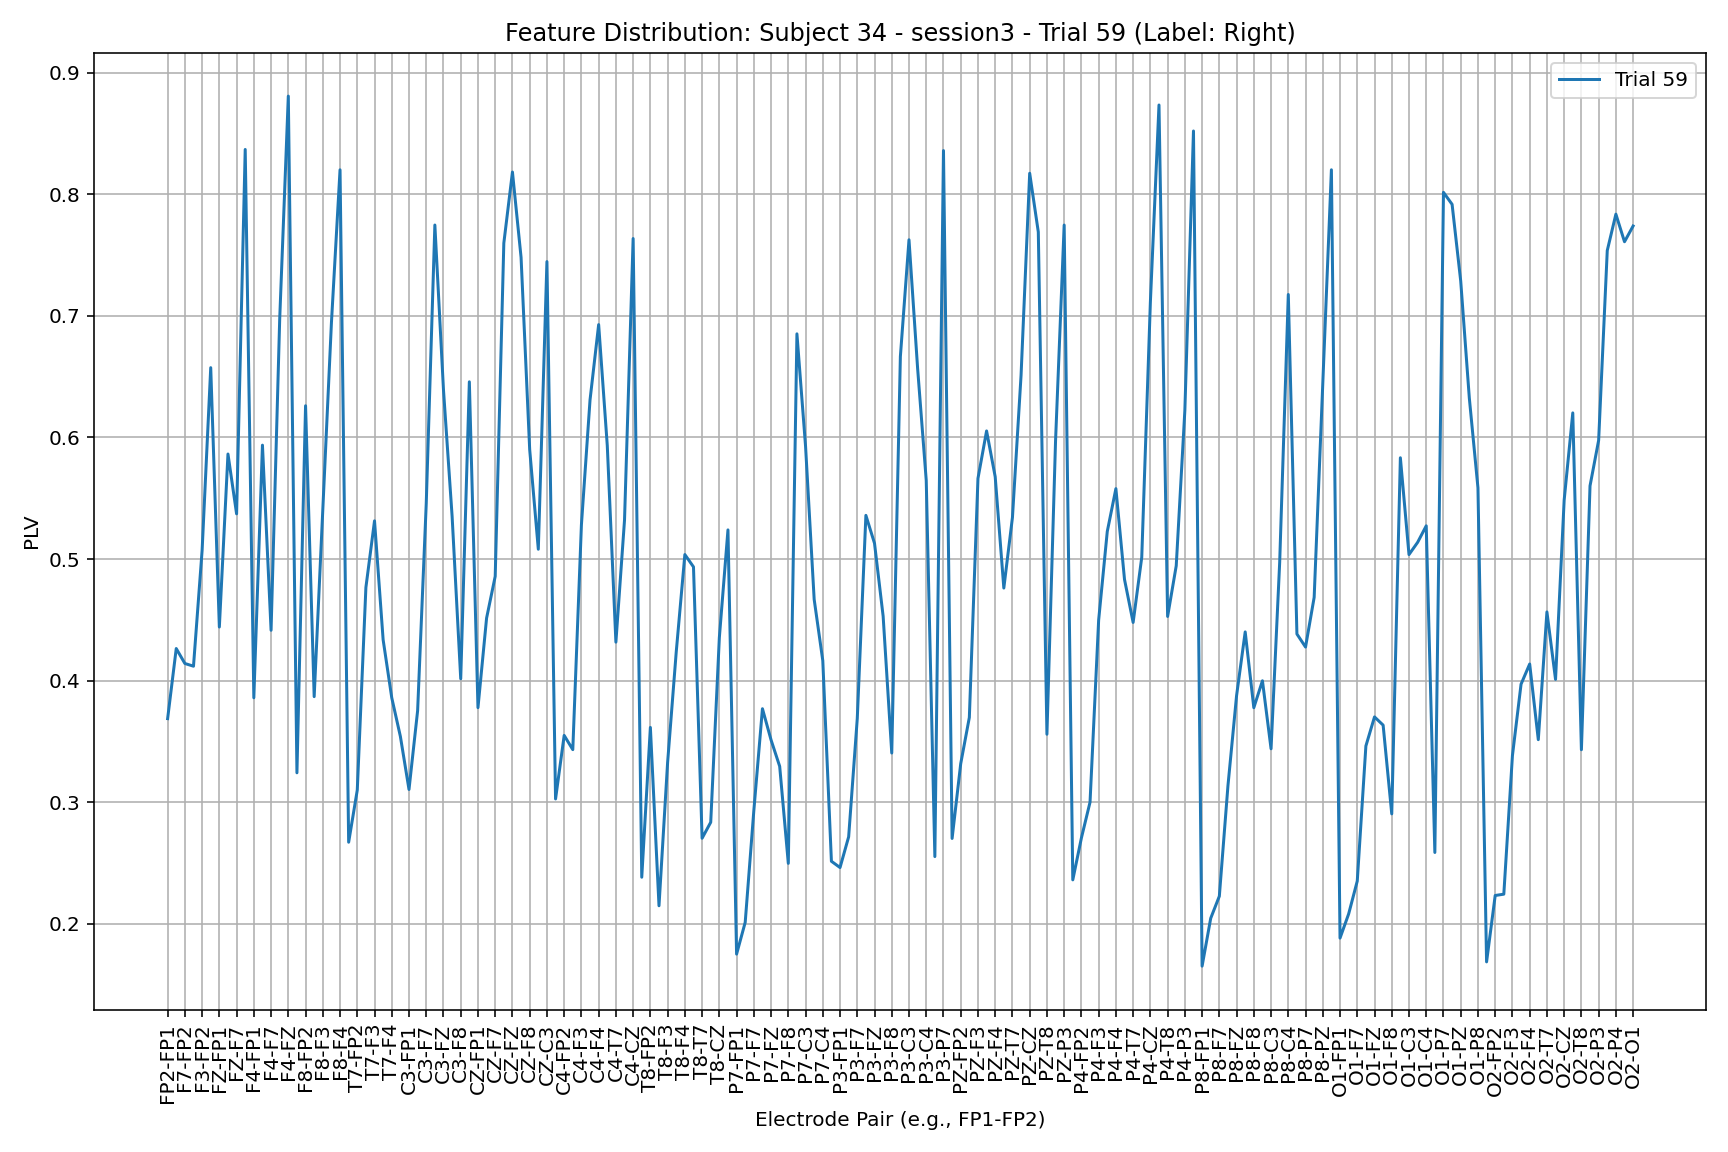 Feature Distribution: Subject 34 - session3 - Trial 59 (Label: Right)
Trial 59
PLV
0.9
0.8
0.7
0.6
0.5
0.4
0.3
0.2
FP2-FP1
F7-FP2
F3-FP2
FZ-FP1
FZ-F7
F4-FP1
F4-F7
F4-FZ
F8-FP2
F8-F3
F8-F4
T7-FP2
T7-F3
T7-F4
C3-FP1
C3-F7
C3-FZ
C3-F8
CZ-FP1
CZ-F7
CZ-FZ
CZ-F8
CZ-C3
C4-FP2
C4-F3
C4-F4
C4-T7
C4-CZ
T8-FP2
T8-F3
T8-F4
T8-T7
T8-CZ
P7-FP1
P7-F7
P7-FZ
P7-F8
P7-C3
P7-C4
P3-FP1
P3-F7
P3-FZ
P3-F8
P3-C3
P3-C4
P3-P7
PZ-FP2
PZ-F3
PZ-F4
PZ-T7
PZ-CZ
PZ-T8
PZ-P3
P4-FP2
P4-F3
P4-F4
P4-T7
P4-CZ
P4-T8
P4-P3
P8-FP1
P8-F7
P8-FZ
P8-F8
P8-C3
P8-C4
P8-P7
P8-PZ
O1-FP1
O1-F7
O1-FZ
O1-F8
O1-C3
O1-C4
O1-P7
O1-PZ
O1-P8
O2-FP2
O2-F3
O2-F4
O2-T7
O2-CZ
O2-T8
O2-P3
O2-P4
O2-O1
Electrode Pair (e.g., FP1-FP2)